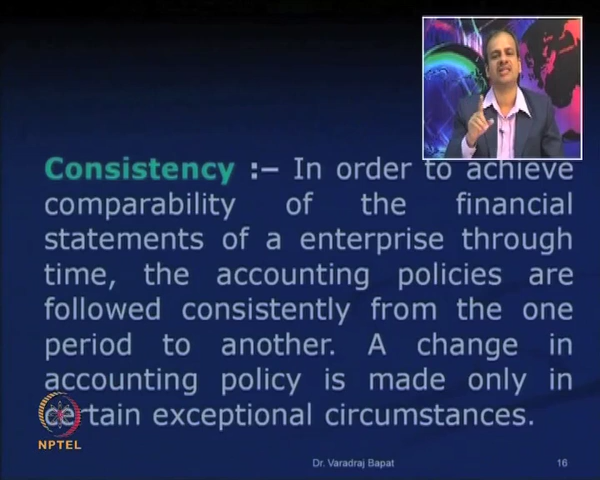 Consistency :– In order to achieve
comparability of the financial
statements of a enterprise through
time, the accounting policies are
followed consistently from the one
period to another. A change in
accounting policy is made only in
certain exceptional circumstances.
NPTEL
Dr. Varadraj Bapat
16